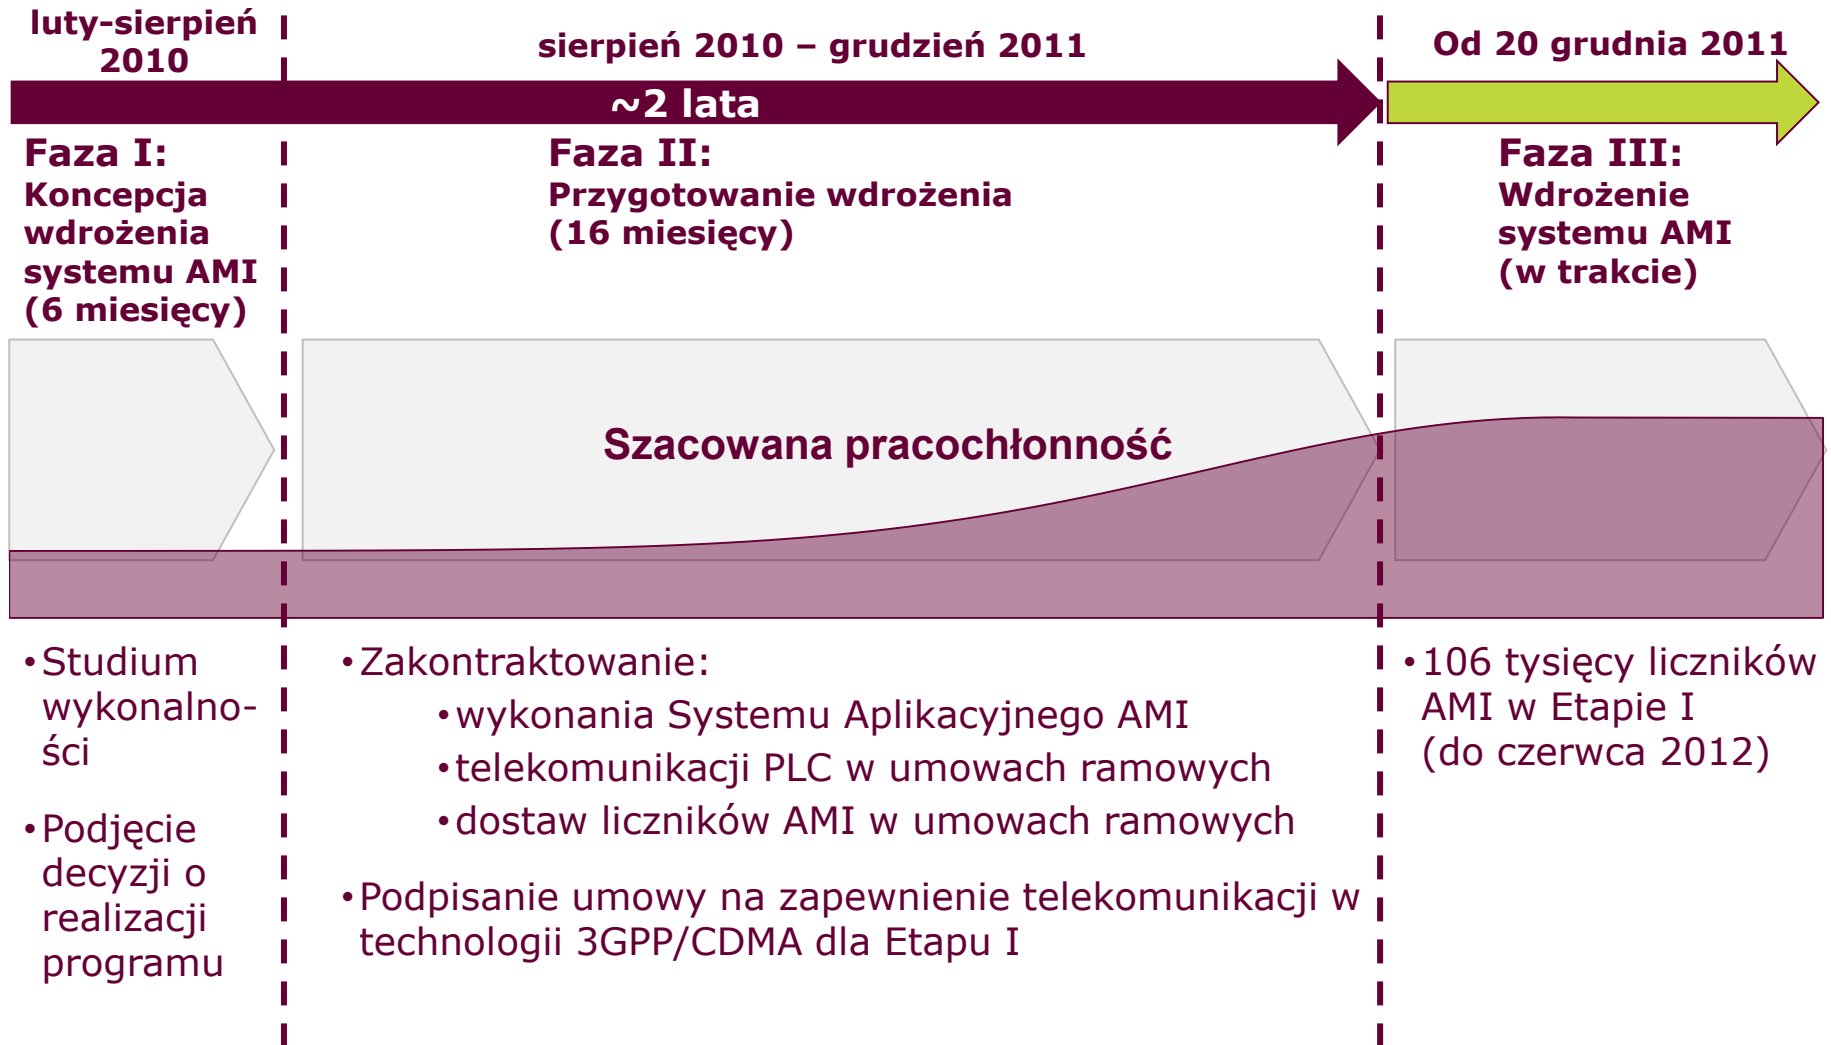 luty-sierpień
2010
sierpień 2010 – grudzień 2011
Od 20 grudnia 2011
~2 lata
Faza I:
Koncepcja
wdrożenia
systemu AMI
(6 miesięcy)
Faza II:
Przygotowanie wdrożenia
(16 miesięcy)
Faza III:
Wdrożenie
systemu AMI
(w trakcie)
Szacowana pracochłonność
•Studium
wykonalno-
ści
•Podjęcie
decyzji o
realizacji
programu
•Zakontraktowanie:
•wykonania Systemu Aplikacyjnego AMI
•telekomunikacji PLC w umowach ramowych
•dostaw liczników AMI w umowach ramowych
•Podpisanie umowy na zapewnienie telekomunikacji w
technologii 3GPP/CDMA dla Etapu I
•106 tysięcy liczników
AMI w Etapie I
(do czerwca 2012)